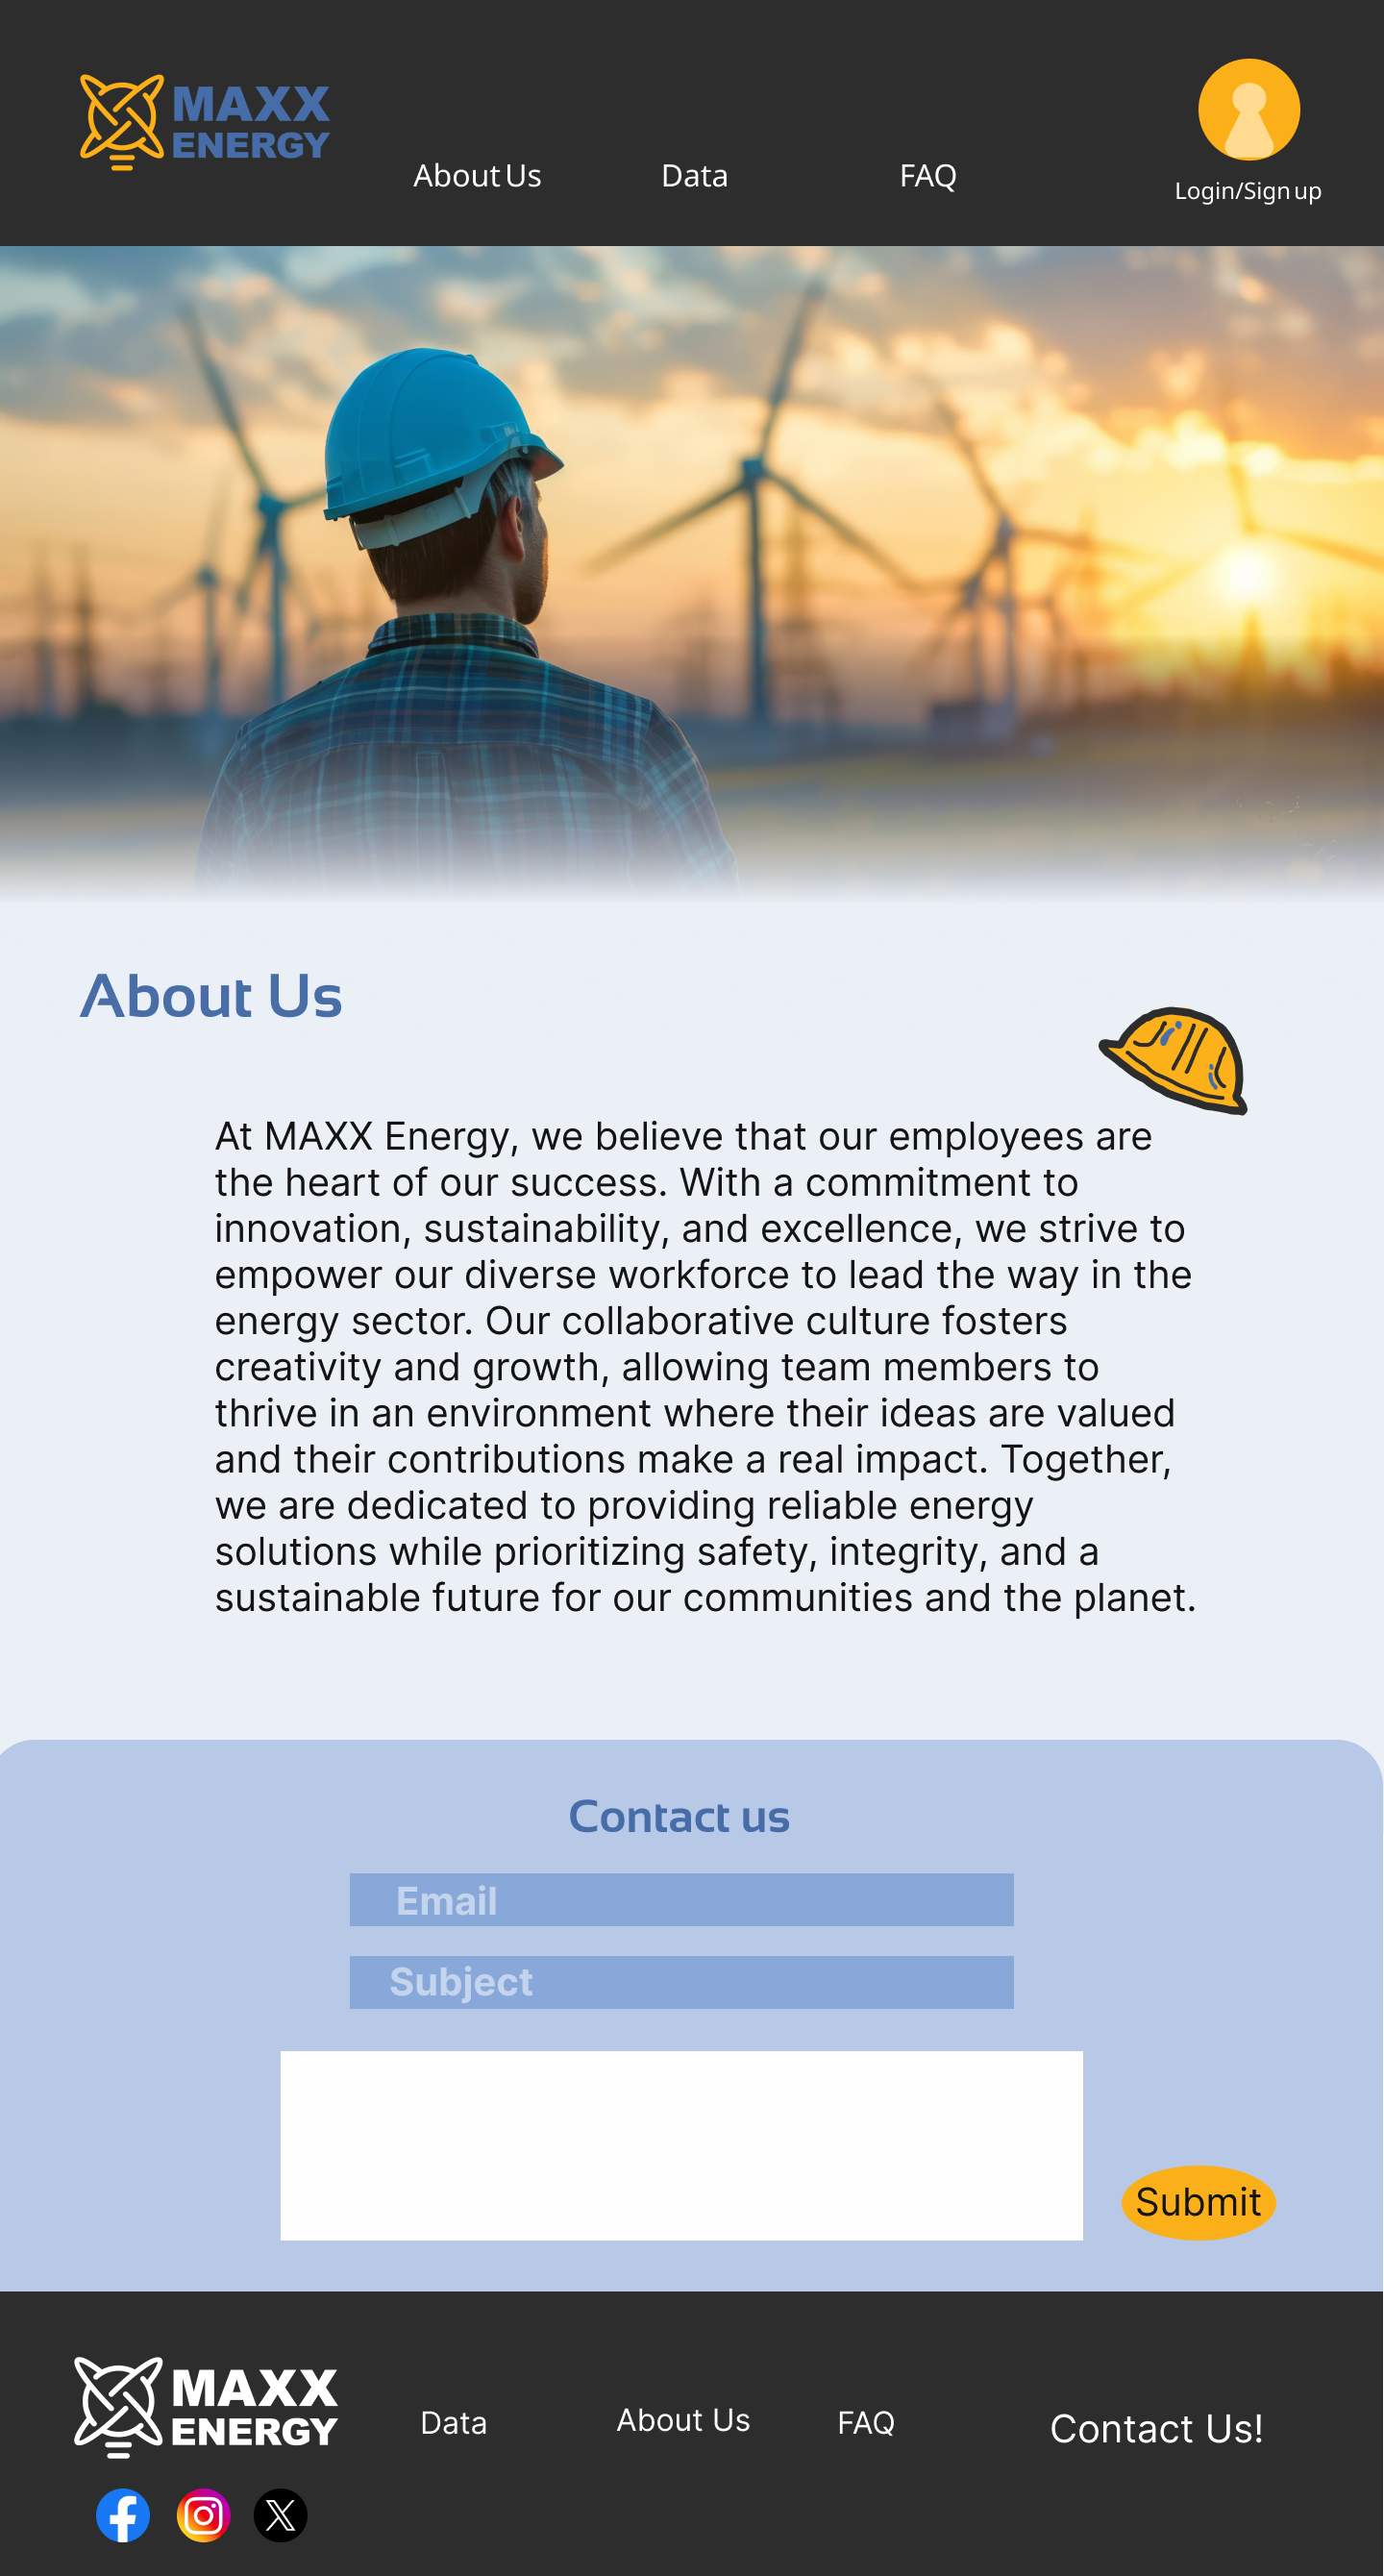 MAXX
ENERGY
About Us
Data
FAQ
Login/Sign up
About Us
At MAXX Energy, we believe that our employees are
the heart of our success. With a commitment to
innovation, sustainability, and excellence, we strive to
empower our diverse workforce to lead the way in the
energy sector. Our collaborative culture fosters
creativity and growth, allowing team members to
thrive in an environment where their ideas are valued
and their contributions make a real impact. Together,
we are dedicated to providing reliable energy
solutions while prioritizing safety, integrity, and a
sustainable future for our communities and the planet.
Contact us
Email
Subject
Submit
MAXX
ENERGY
Data
About Us
FAQ
Contact Us!